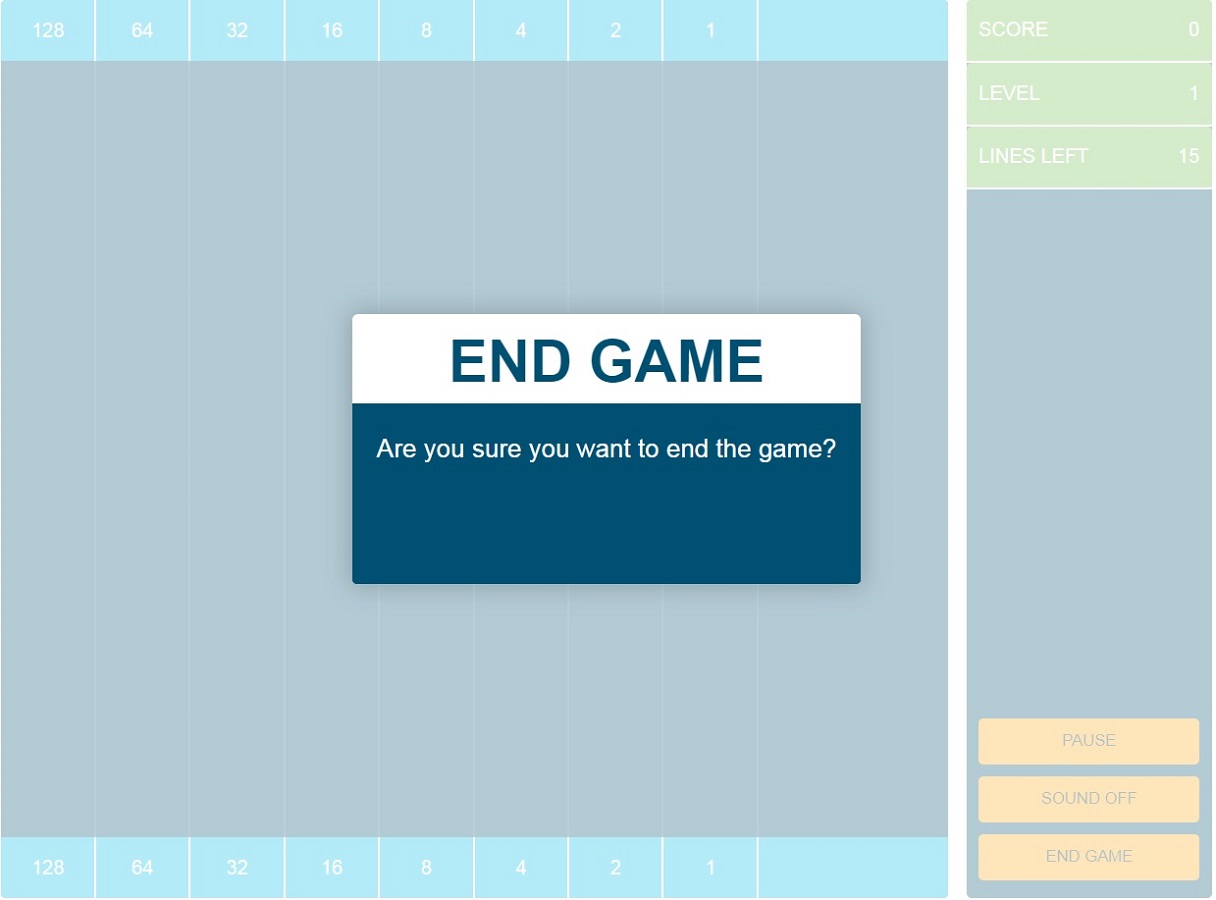 128 64 32 16 8 4 2 1
SCORE 0
LEVEL 1
LINES LEFT 15
END GAME
Are you sure you want to end the game?
PAUSE
SOUND OFF
END GAME
128 64 32 16 8 4 2 1